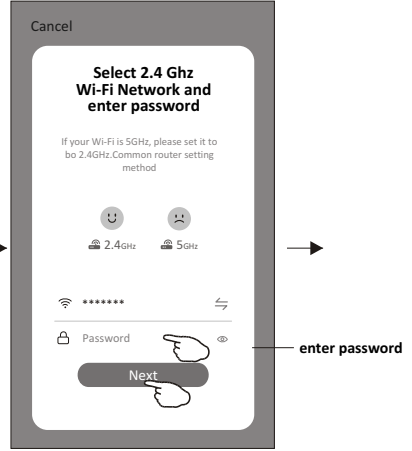 Cancel
Select 2.4 Ghz
Wi-Fi Network and
enter password
If your Wi-Fi is 5GHz, please set it to
bo 2.4GHz.Common router setting
method
2.4GHz 5GHz
*******
Password
enter password
Next